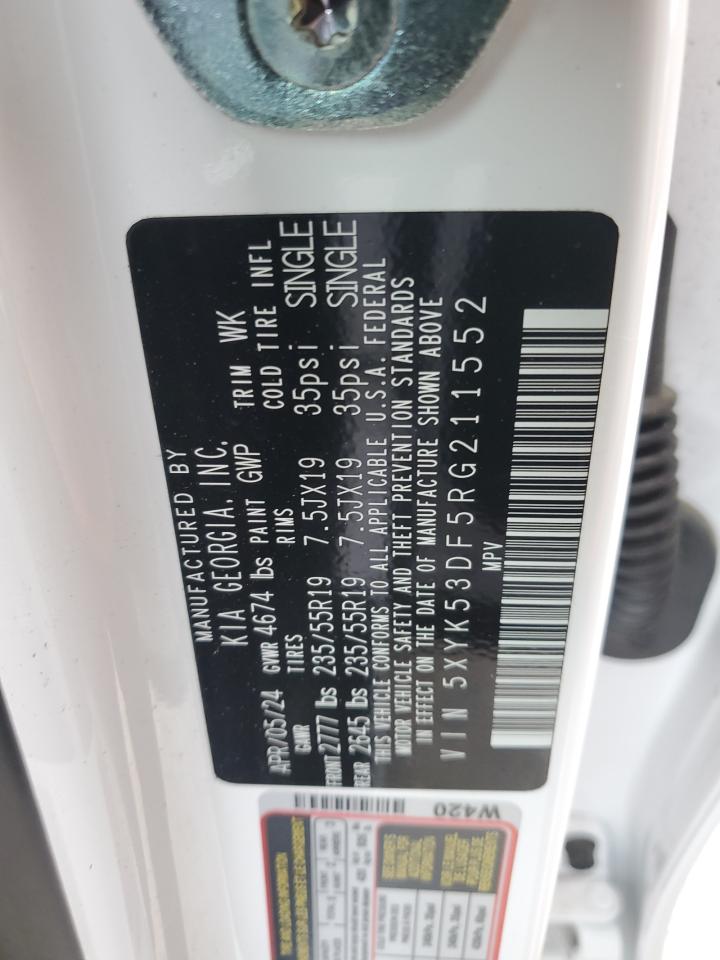 MANUFACTURED BY
KIA GEORGIA, INC.
APR/05/24 GVWR 4674 lbs PAINT GWP TRIM WK
GAWR TIRES RIMS COLD TIRE INFL
FRONT 2777 lbs 235/55R19 7.5JX19 35psi SINGLE
REAR 2645 lbs 235/55R19 7.5JX19 35psi SINGLE
THIS VEHICLE CONFORMS TO ALL APPLICABLE U.S.A. FEDERAL
MOTOR VEHICLE SAFETY AND THEFT PREVENTION STANDARDS
IN EFFECT ON THE DATE OF MANUFACTURE SHOWN ABOVE
VIN 5XYK53DF5RG211552
MPV
W420